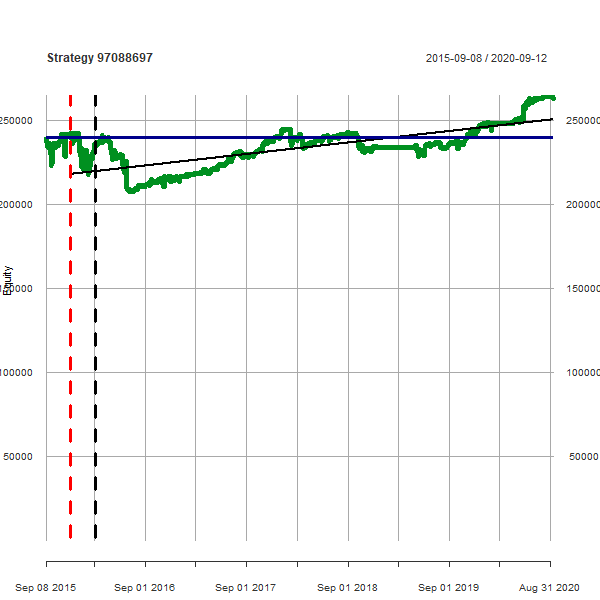 Strategy 97088697
2015-09-08 / 2020-09-12
250000 250000
200000 200000
150000 150000
100000 100000
50000 50000
Equity
Sep 08 2015 Sep 01 2016 Sep 01 2017 Sep 01 2018 Sep 01 2019 Aug 31 2020